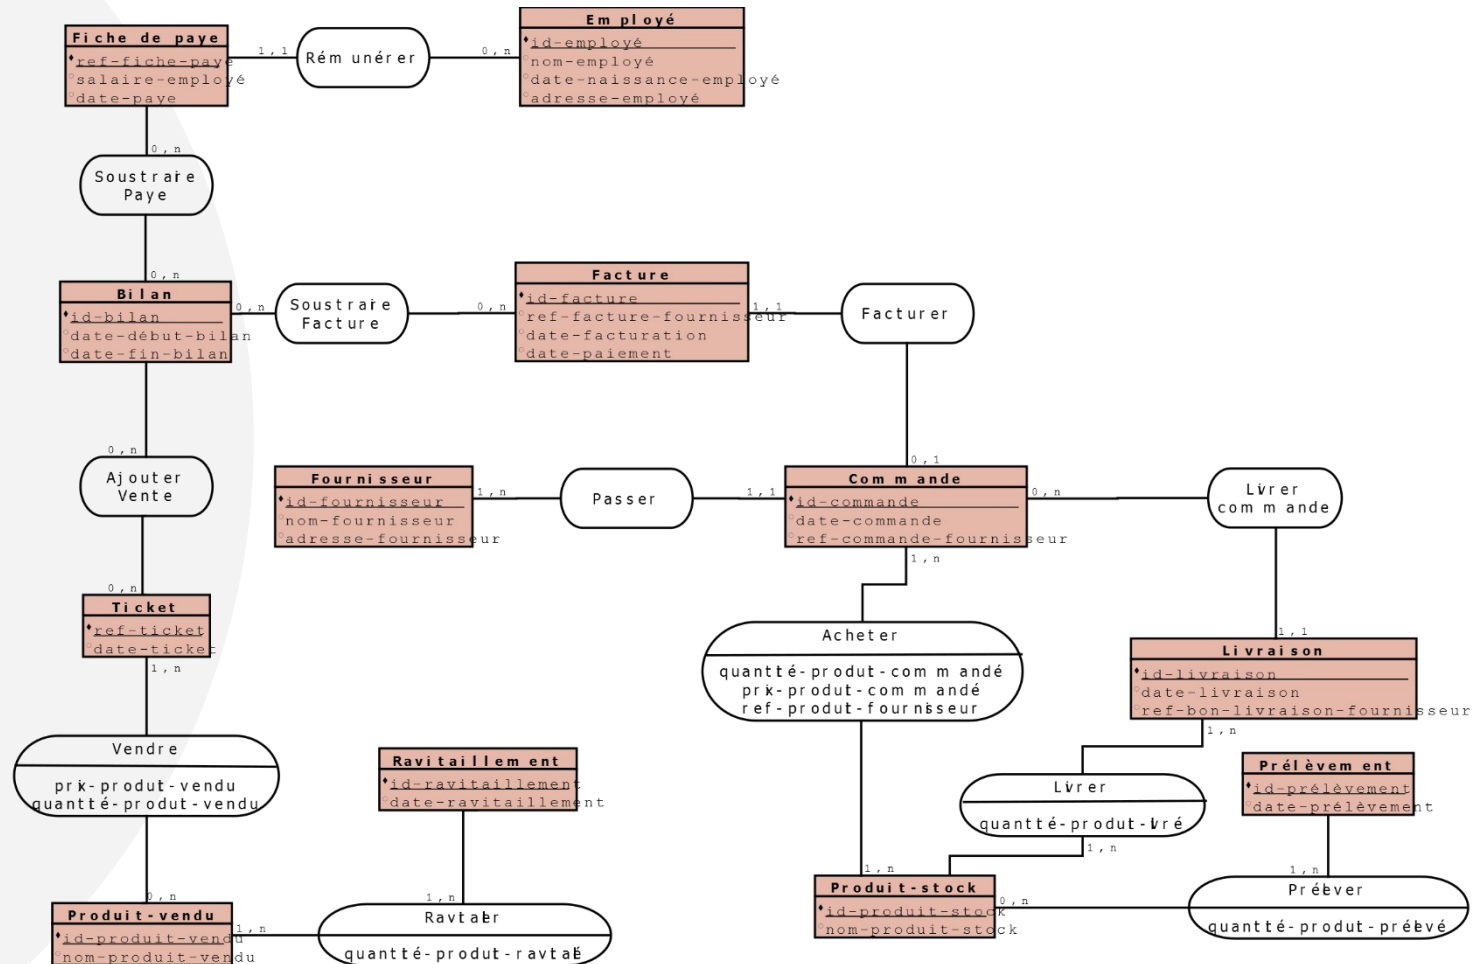 Fiche de paye
ref-fiche-paye
salaire-employé
date-paye
1,1
Rémunérer
0,n
Employé
id-employé
nom-employé
date-naissance-employé
adresse-employé
0,n
Soustraire
Paye
0,n
Bilan
id-bilan
date-début-bilan
date-fin-bilan
0,n
Soustraire
Facture
0,n
Facture
id-facture
ref-facture-fournisseur
date-facturation
date-paiement
1,1
Facturer
0,n
Ajouter
Vente
0,n
Fournisseur
id-fournisseur
nom-fournisseur
adresse-fournisseur
1,n
Passer
1,1
0,1
Commande
id-commande
date-commande
ref-commande-fournisseur
0,n
Livrer
commande
1,n
1,1
Ticket
ref-ticket
date-ticket
1,n
Acheter
quantité-produit-commandé
prix-produit-commandé
ref-produit-fournisseur
Livraison
id-livraison
date-livraison
ref-bon-livraison-fournisseur
1,n
Vendre
prix-produit-vendu
quantité-produit-vendu
Ravitaillement
id-ravitaillement
date-ravitaillement
Livrer
quantité-produit-livré
1,n
Prélèvement
id-prélèvement
date-prélèvement
0,n
Produit-vendu
id-produit-vendu
nom-produit-vendu
1,n
1,n
Ravitailler
quantité-produit-ravitaillé
1,n
Produit-stock
id-produit-stock
nom-produit-stock
0,n
1,n
Prélever
quantité-produit-prélevé